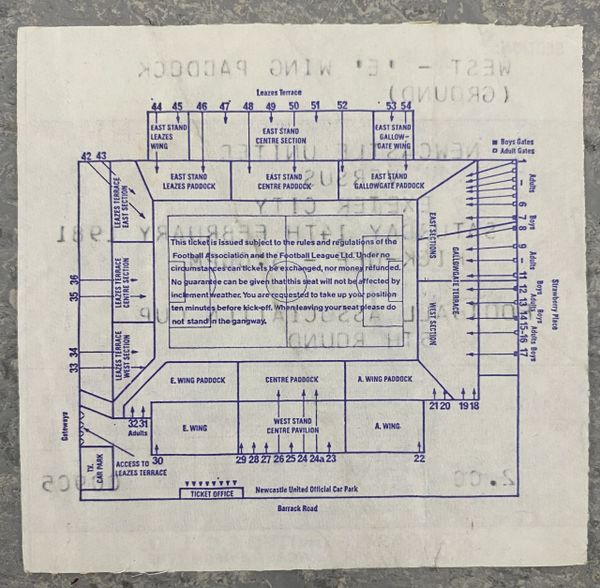 WEST - 'E' WING PADDOCK
(GROUND)
Leazes Terrace
44 45 46 47 48 49 50 51 52 53 54
EAST STAND
LEAZES
WING
EAST STAND
CENTRE SECTION
EAST STAND
GALLOW-
GATE WING
Boys Gates
Adult Gates
42 43
EAST STAND
LEAZES PADDOCK
EAST STAND
CENTRE PADDOCK
EAST STAND
GALLOWGATE PADDOCK
NEWCASTLE UNITED
EXETER CITY
SATURDAY 14TH FEBRUARY 1981
LEAZES TERRACE
EAST SECTION
LEAZES TERRACE
CENTRE SECTION
LEAZES TERRACE
WEST SECTION
36
35
34
33
This ticket is issued subject to the rules and regulations of the
Football Association and the Football League Ltd. Under no
circumstances can tickets be exchanged, nor money refunded.
No guarantee can be given that this seat will not be affected by
inclement weather. You are requested to take up your position
ten minutes before kick-off. When leaving your seat please do
not stand in the gangway.
EAST SECTIONS
WEST SECTION
GALLOWGATE TERRACE
1
Adults
6
7
Boys
8
9
Adults
11
12 Boys
13 Adults
14 Boys
15-16 Adults
17 Boys
Strawberry Place
E. WING PADDOCK
CENTRE PADDOCK
A. WING PADDOCK
E. WING
WEST STAND
CENTRE PAVILION
A. WING
21 20 19 18
32 31
Adults
Gateways
30 29 28 27 26 25 24 24a 23 22
ACCESS TO
LEAZES TERRACE
TV.
CAR PARK
TICKET OFFICE
Newcastle United Official Car Park
Barrack Road